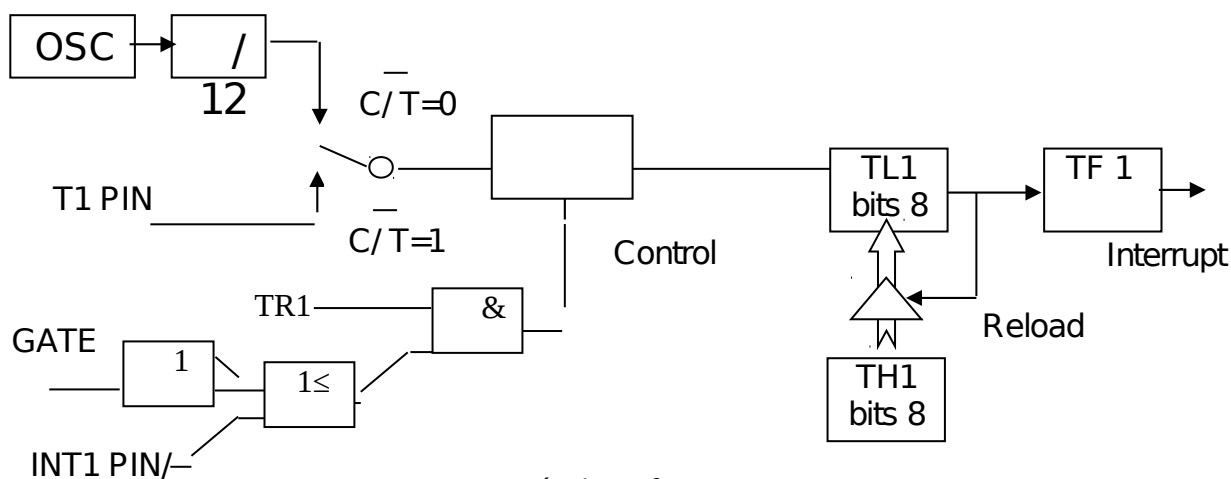 OSC
/
12
C/ T=0
T1 PIN
C/ T=1
TL1
bits 8
TF 1
Control
Interrupt
TR1
&
GATE
1
1≤
Reload
TH1
bits 8
INT1 PIN/